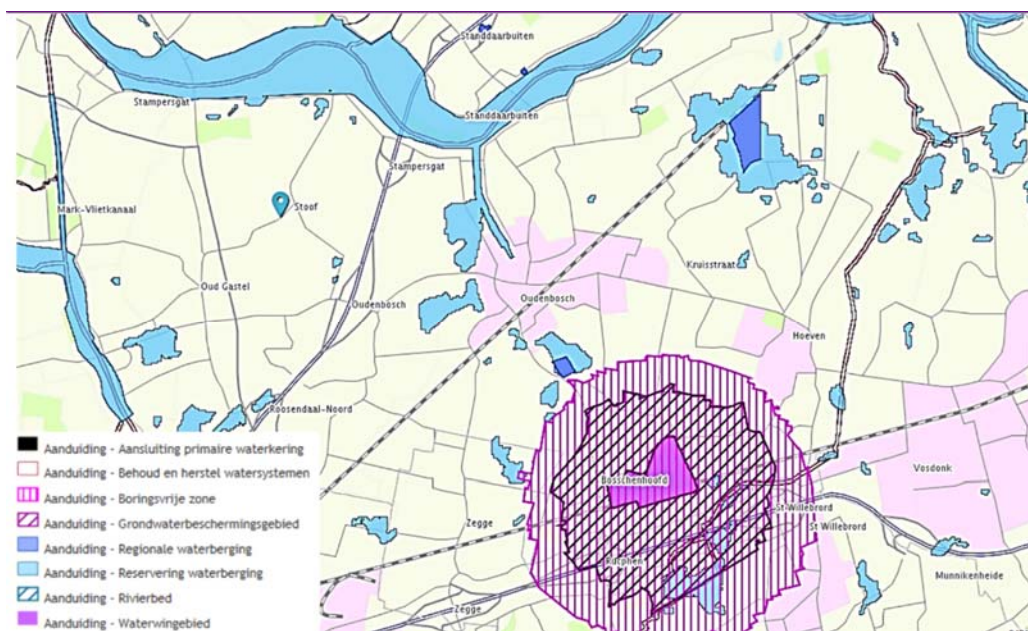 Standdaarbuiten
Stampersgat
Standdaarbuiten
Stampersgat
Mark-Vlietkanaal
Stoof
Kruisstraat
Oud Gastel
Oudenbosch
Oudenbosch
Hoeven
Roosendaal-Noord
Vosdonk
Bosschenhoofd
St Willebrord
Zegge
St Willebrord
Rucphen
Munnikenheide
Zegge
Aanduiding - Aansluiting primaire waterkering
Aanduiding - Behoud en herstel watersystemen
Aanduiding - Boringsvrije zone
Aanduiding - Grondwaterbeschermingsgebied
Aanduiding - Regionale waterberging
Aanduiding - Reservering waterberging
Aanduiding - Rivierbed
Aanduiding - Waterwingebied